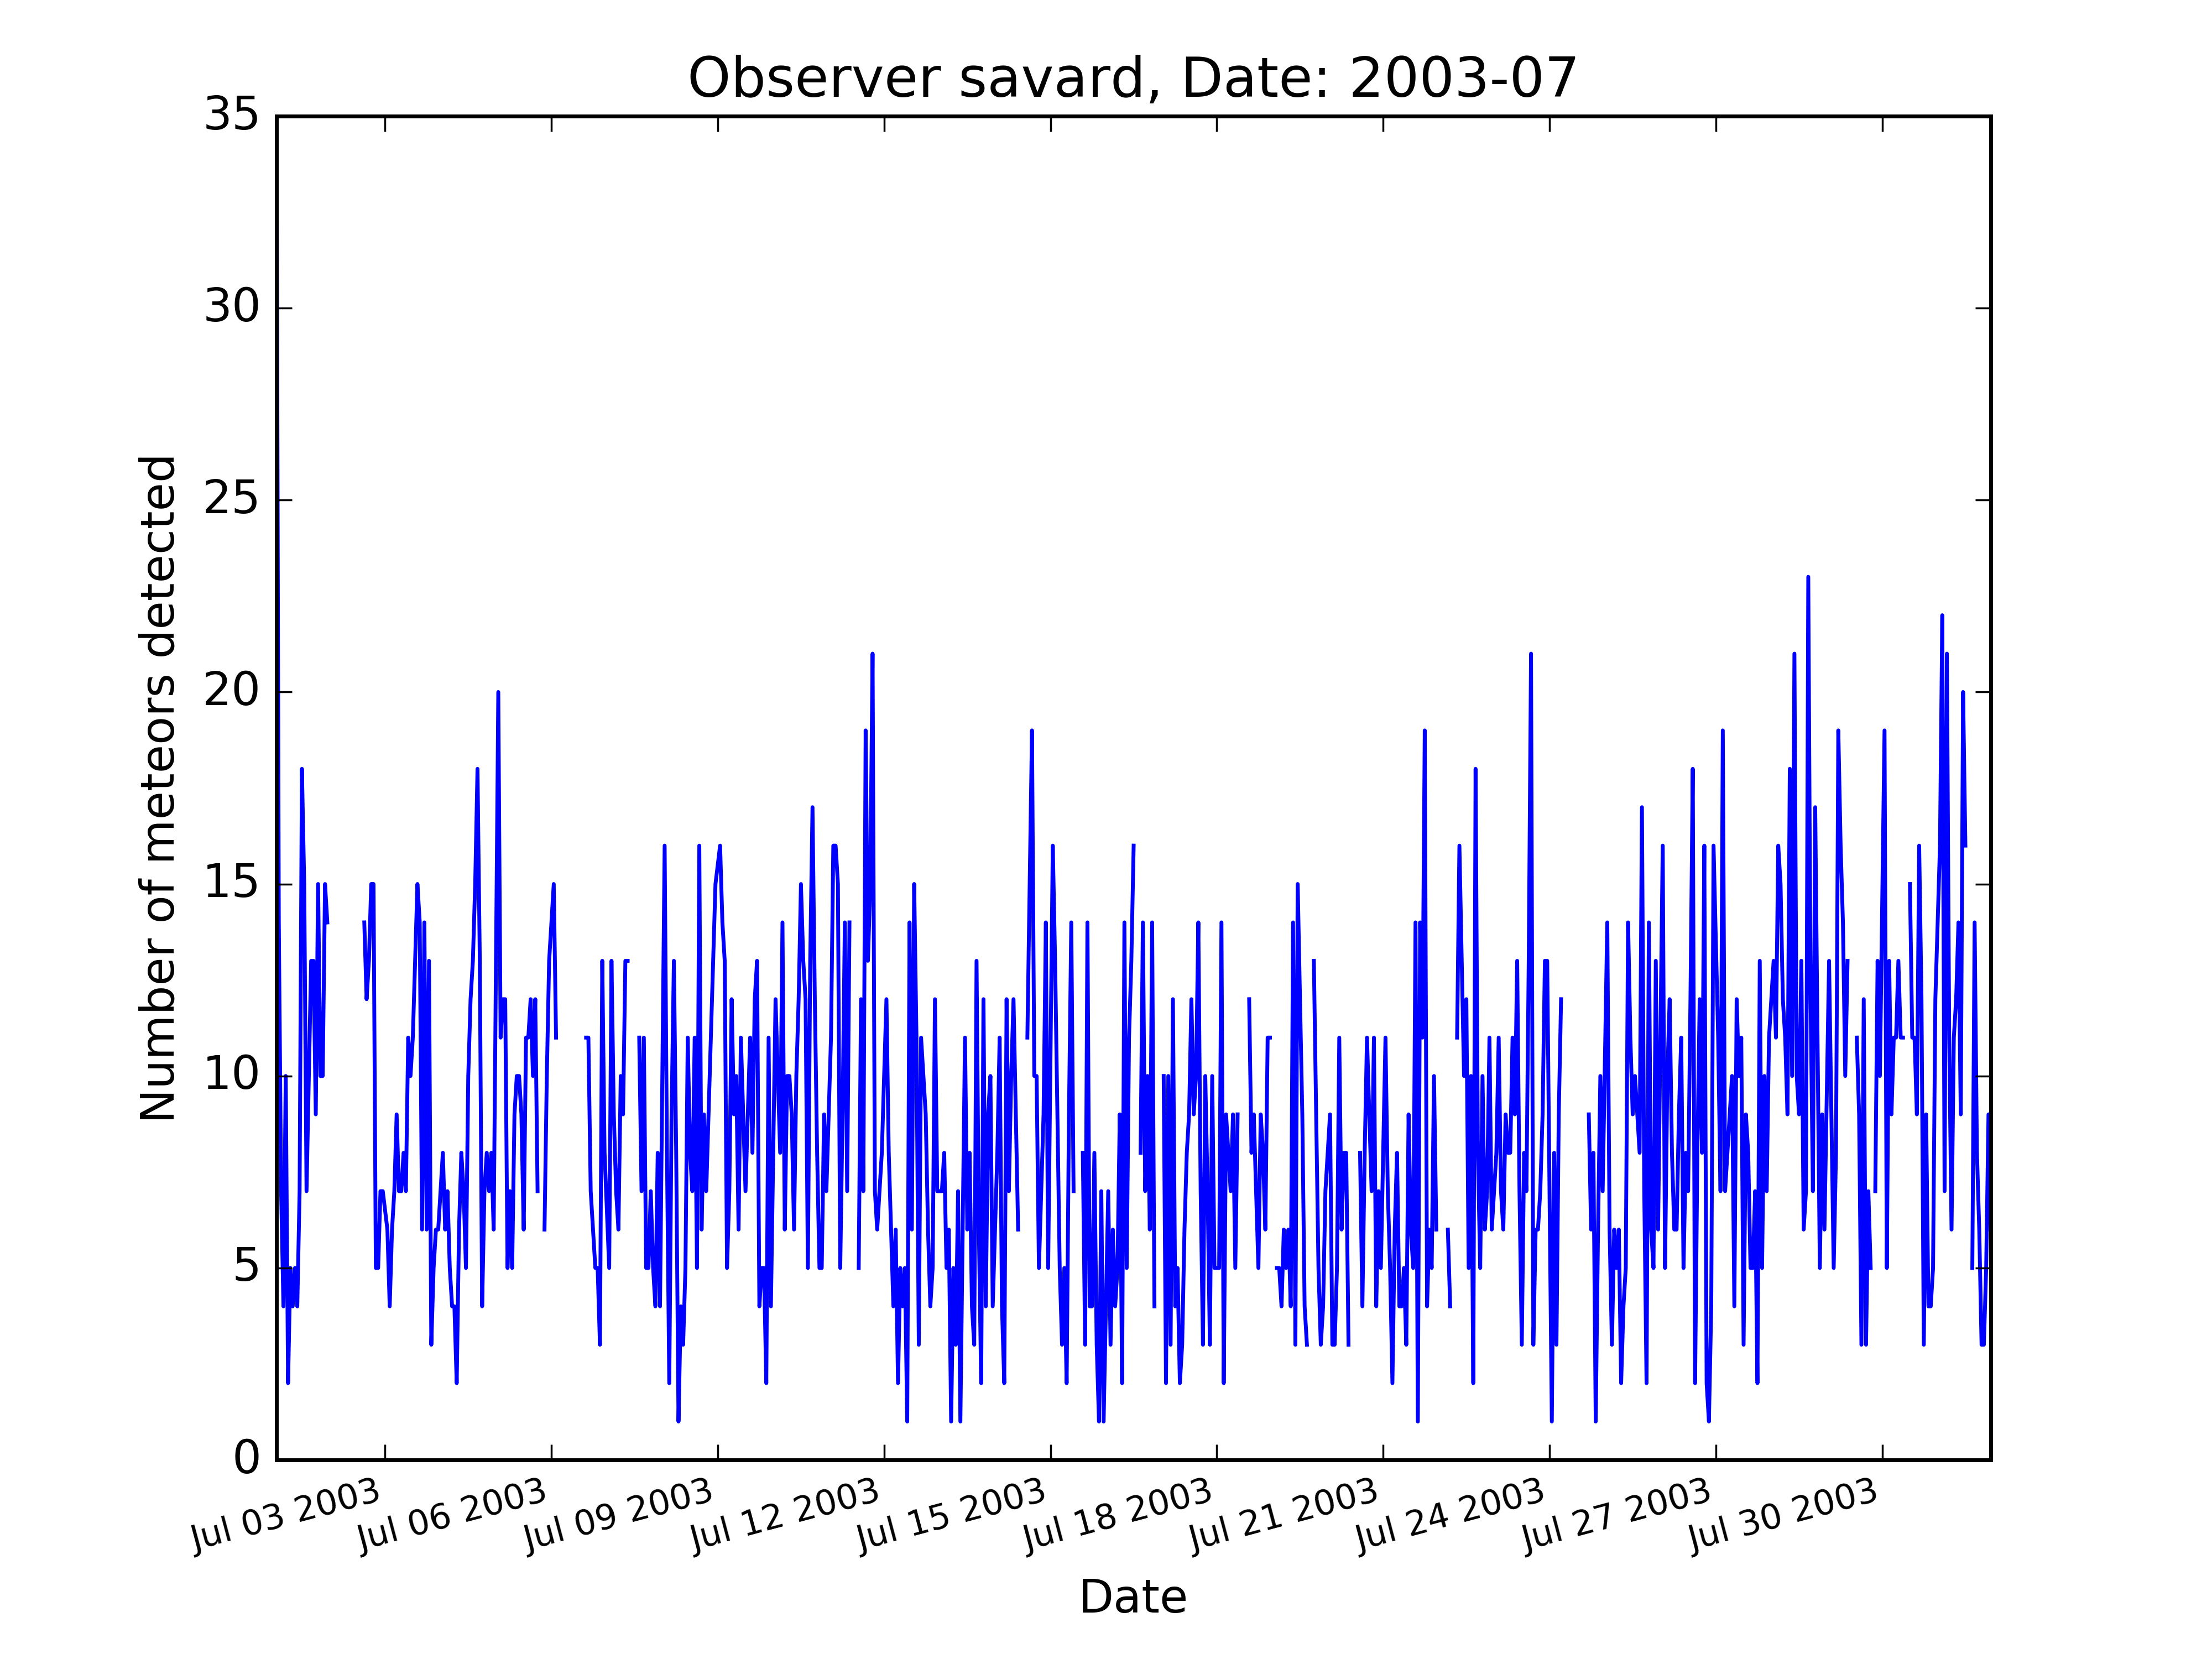 Observer savard, Date: 2003-07
Number of meteors detected
35
30
25
20
15
10
5
0
Jul 03 2003
Jul 06 2003
Jul 09 2003
Jul 12 2003
Jul 15 2003
Jul 18 2003
Jul 21 2003
Jul 24 2003
Jul 27 2003
Jul 30 2003
Date